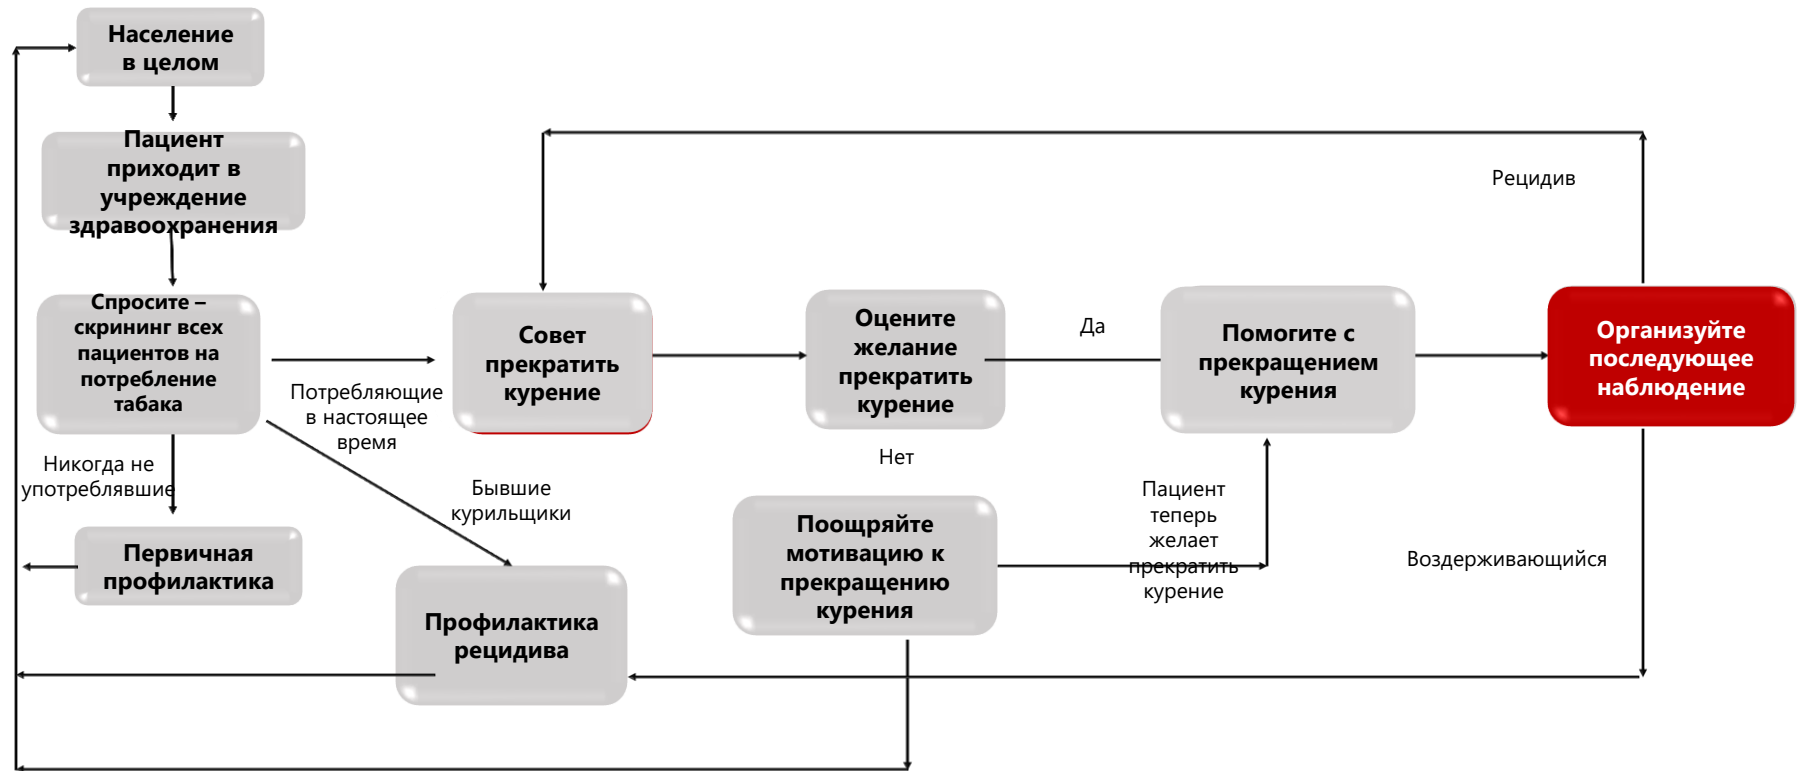 Население
в целом
Пациент
приходит в
учреждение
здравоохранения
Рецидив
Спросите –
скрининг всех
пациентов на
потребление
табака
Потребляющие
в настоящее
время
Совет
прекратить
курение
Оцените
желание
прекратить
курение
Да
Помогите с
прекращением
курения
Организуйте
последующее
наблюдение
Никогда не
употреблявшие
Бывшие
курильщики
Нет
Первичная
профилактика
Профилактика
рецидива
Поощряйте
мотивацию к
прекращению
курения
Пациент
теперь
желает
прекратить
курение
Воздерживающийся